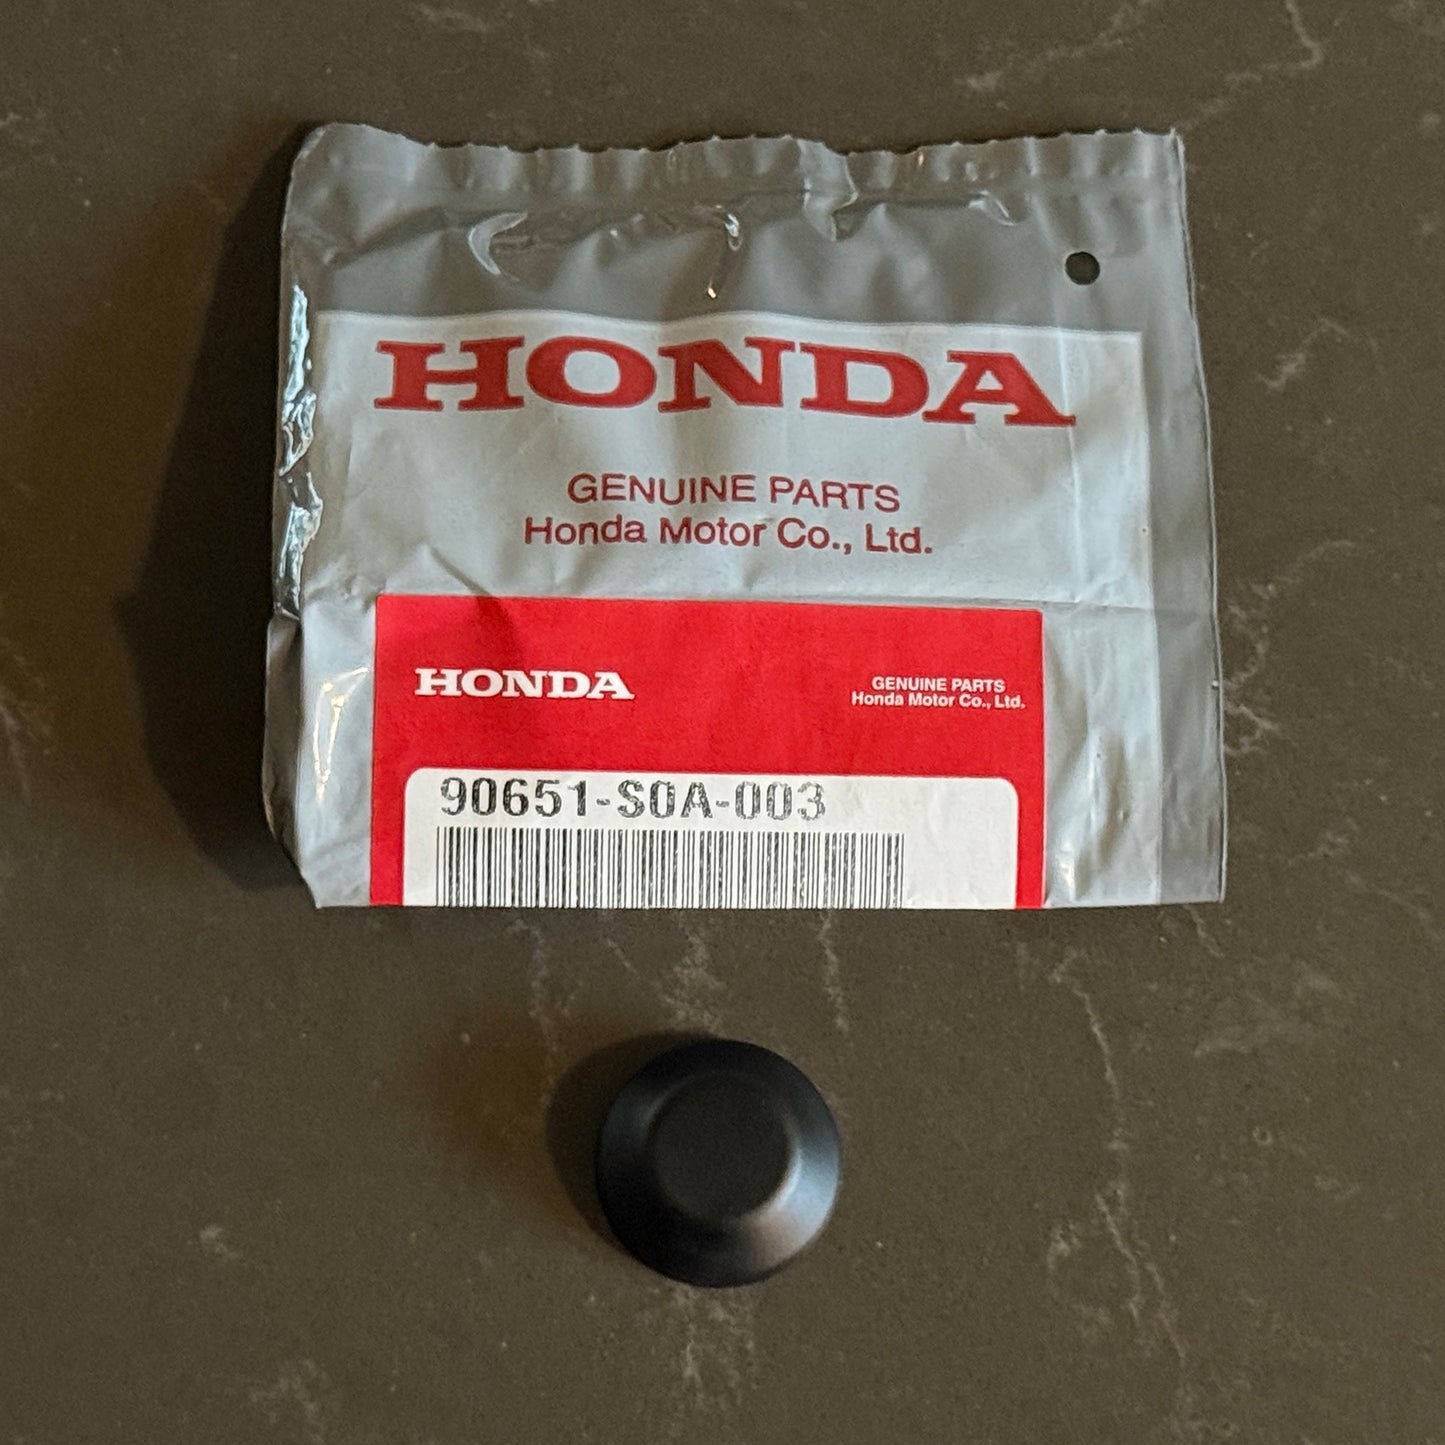 HONDA
GENUINE PARTS
Honda Motor Co., Ltd.
HONDA
GENUINE PARTS
Honda Motor Co., Ltd.
90651-S0A-003